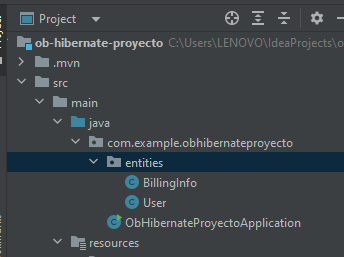 Project
ob-hibernate-proyecto C:\Users\LENOVO\IdeaProjects\o
.mvn
src
main
java
com.example.obhibernateproyecto
entities
BillingInfo
User
ObHibernateProyectoApplication
resources